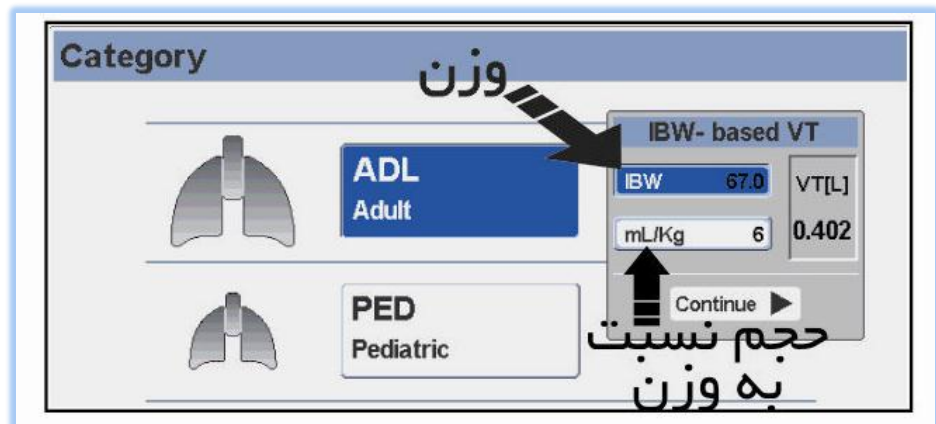 Category
وزن
IBW- based VT
ADL
Adult
IBW 67.0
VT[L]
mL/Kg 6
0.402
Continue
PED
Pediatric
حجم نسبت
به وزن